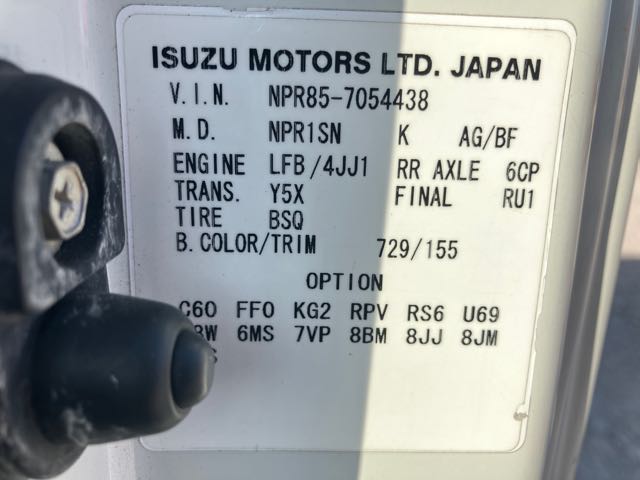 ISUZU MOTORS LTD. JAPAN
V.I.N. NPR85-7054438
M.D. NPR1SN K AG/BF
ENGINE LFB/4JJ1 RR AXLE 6CP
TRANS. Y5X FINAL RU1
TIRE BSQ
B.COLOR/TRIM 729/155
OPTION
C60 FF0 KG2 RPV RS6 U69
6MS 7VP 8BM 8JJ 8JM